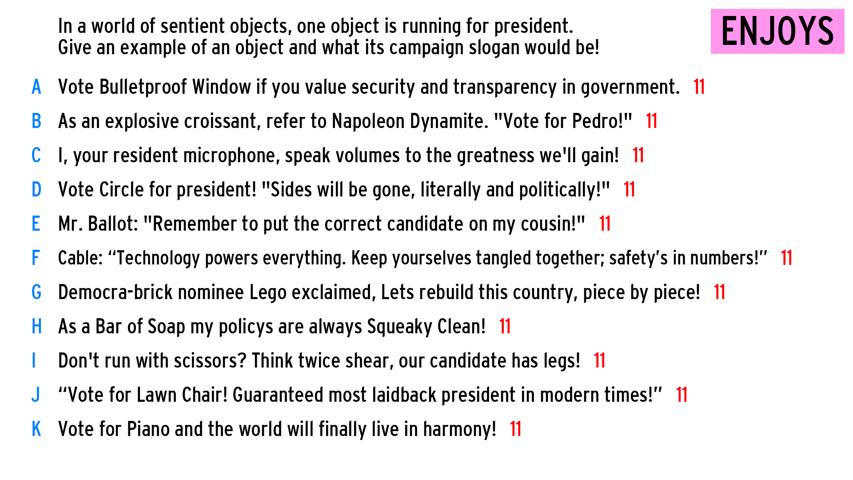 In a world of sentient objects, one object is running for president.
Give an example of an object and what its campaign slogan would be!
ENJOYS
A Vote Bulletproof Window if you value security and transparency in government. 11
B As an explosive croissant, refer to Napoleon Dynamite. "Vote for Pedro!" 11
C I, your resident microphone, speak volumes to the greatness we'll gain! 11
D Vote Circle for president! "Sides will be gone, literally and politically!" 11
E Mr. Ballot: "Remember to put the correct candidate on my cousin!" 11
F Cable: “Technology powers everything. Keep yourselves tangled together; safety’s in numbers!” 11
G Democra-brick nominee Lego exclaimed, Lets rebuild this country, piece by piece! 11
H As a Bar of Soap my policys are always Squeaky Clean! 11
I Don't run with scissors? Think twice shear, our candidate has legs! 11
J “Vote for Lawn Chair! Guaranteed most laidback president in modern times!” 11
K Vote for Piano and the world will finally live in harmony! 11